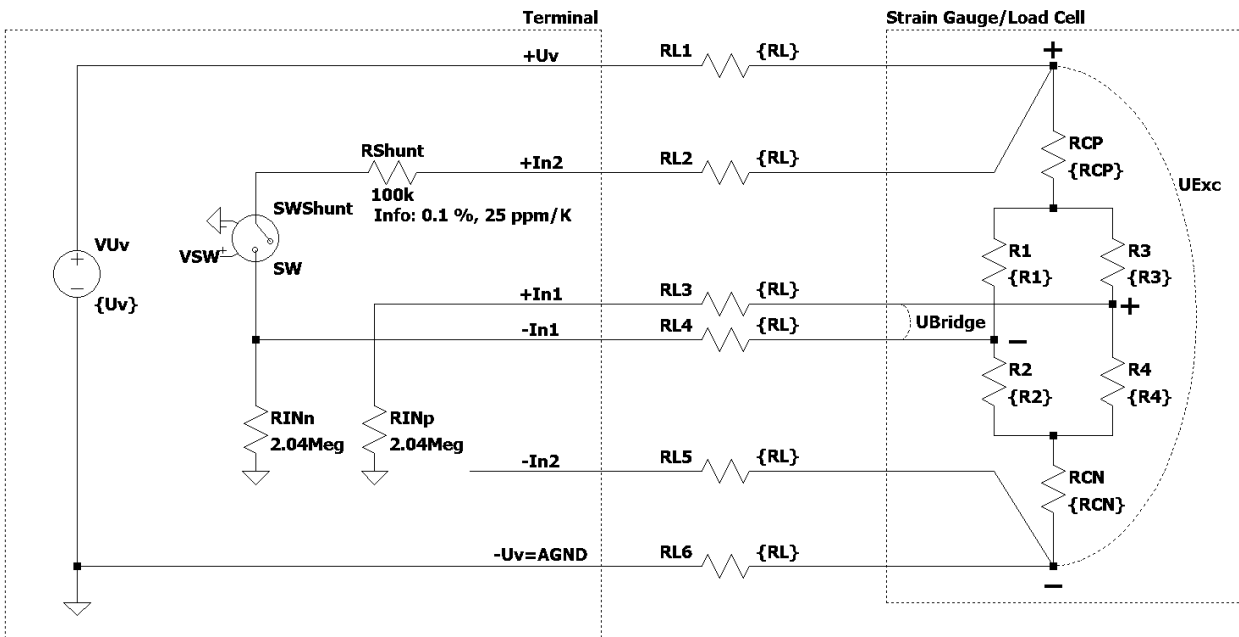 Terminal
Strain Gauge/Load Cell
+Uv
RL1
{RL}
+
RShunt
+In2
RL2
{RL}
RCP
{RCP}
UExc
100k
Info: 0.1 %, 25 ppm/K
SWShunt
VUv
+
VSW
+
SW
R1
{R1}
R3
{R3}
−
{Uv}
+In1
RL3
{RL}
+
-In1
RL4
{RL}
UBridge
−
R2
{R2}
R4
{R4}
RINn
2.04Meg
RINp
2.04Meg
-In2
RL5
{RL}
RCN
{RCN}
-Uv=AGND
RL6
{RL}
−